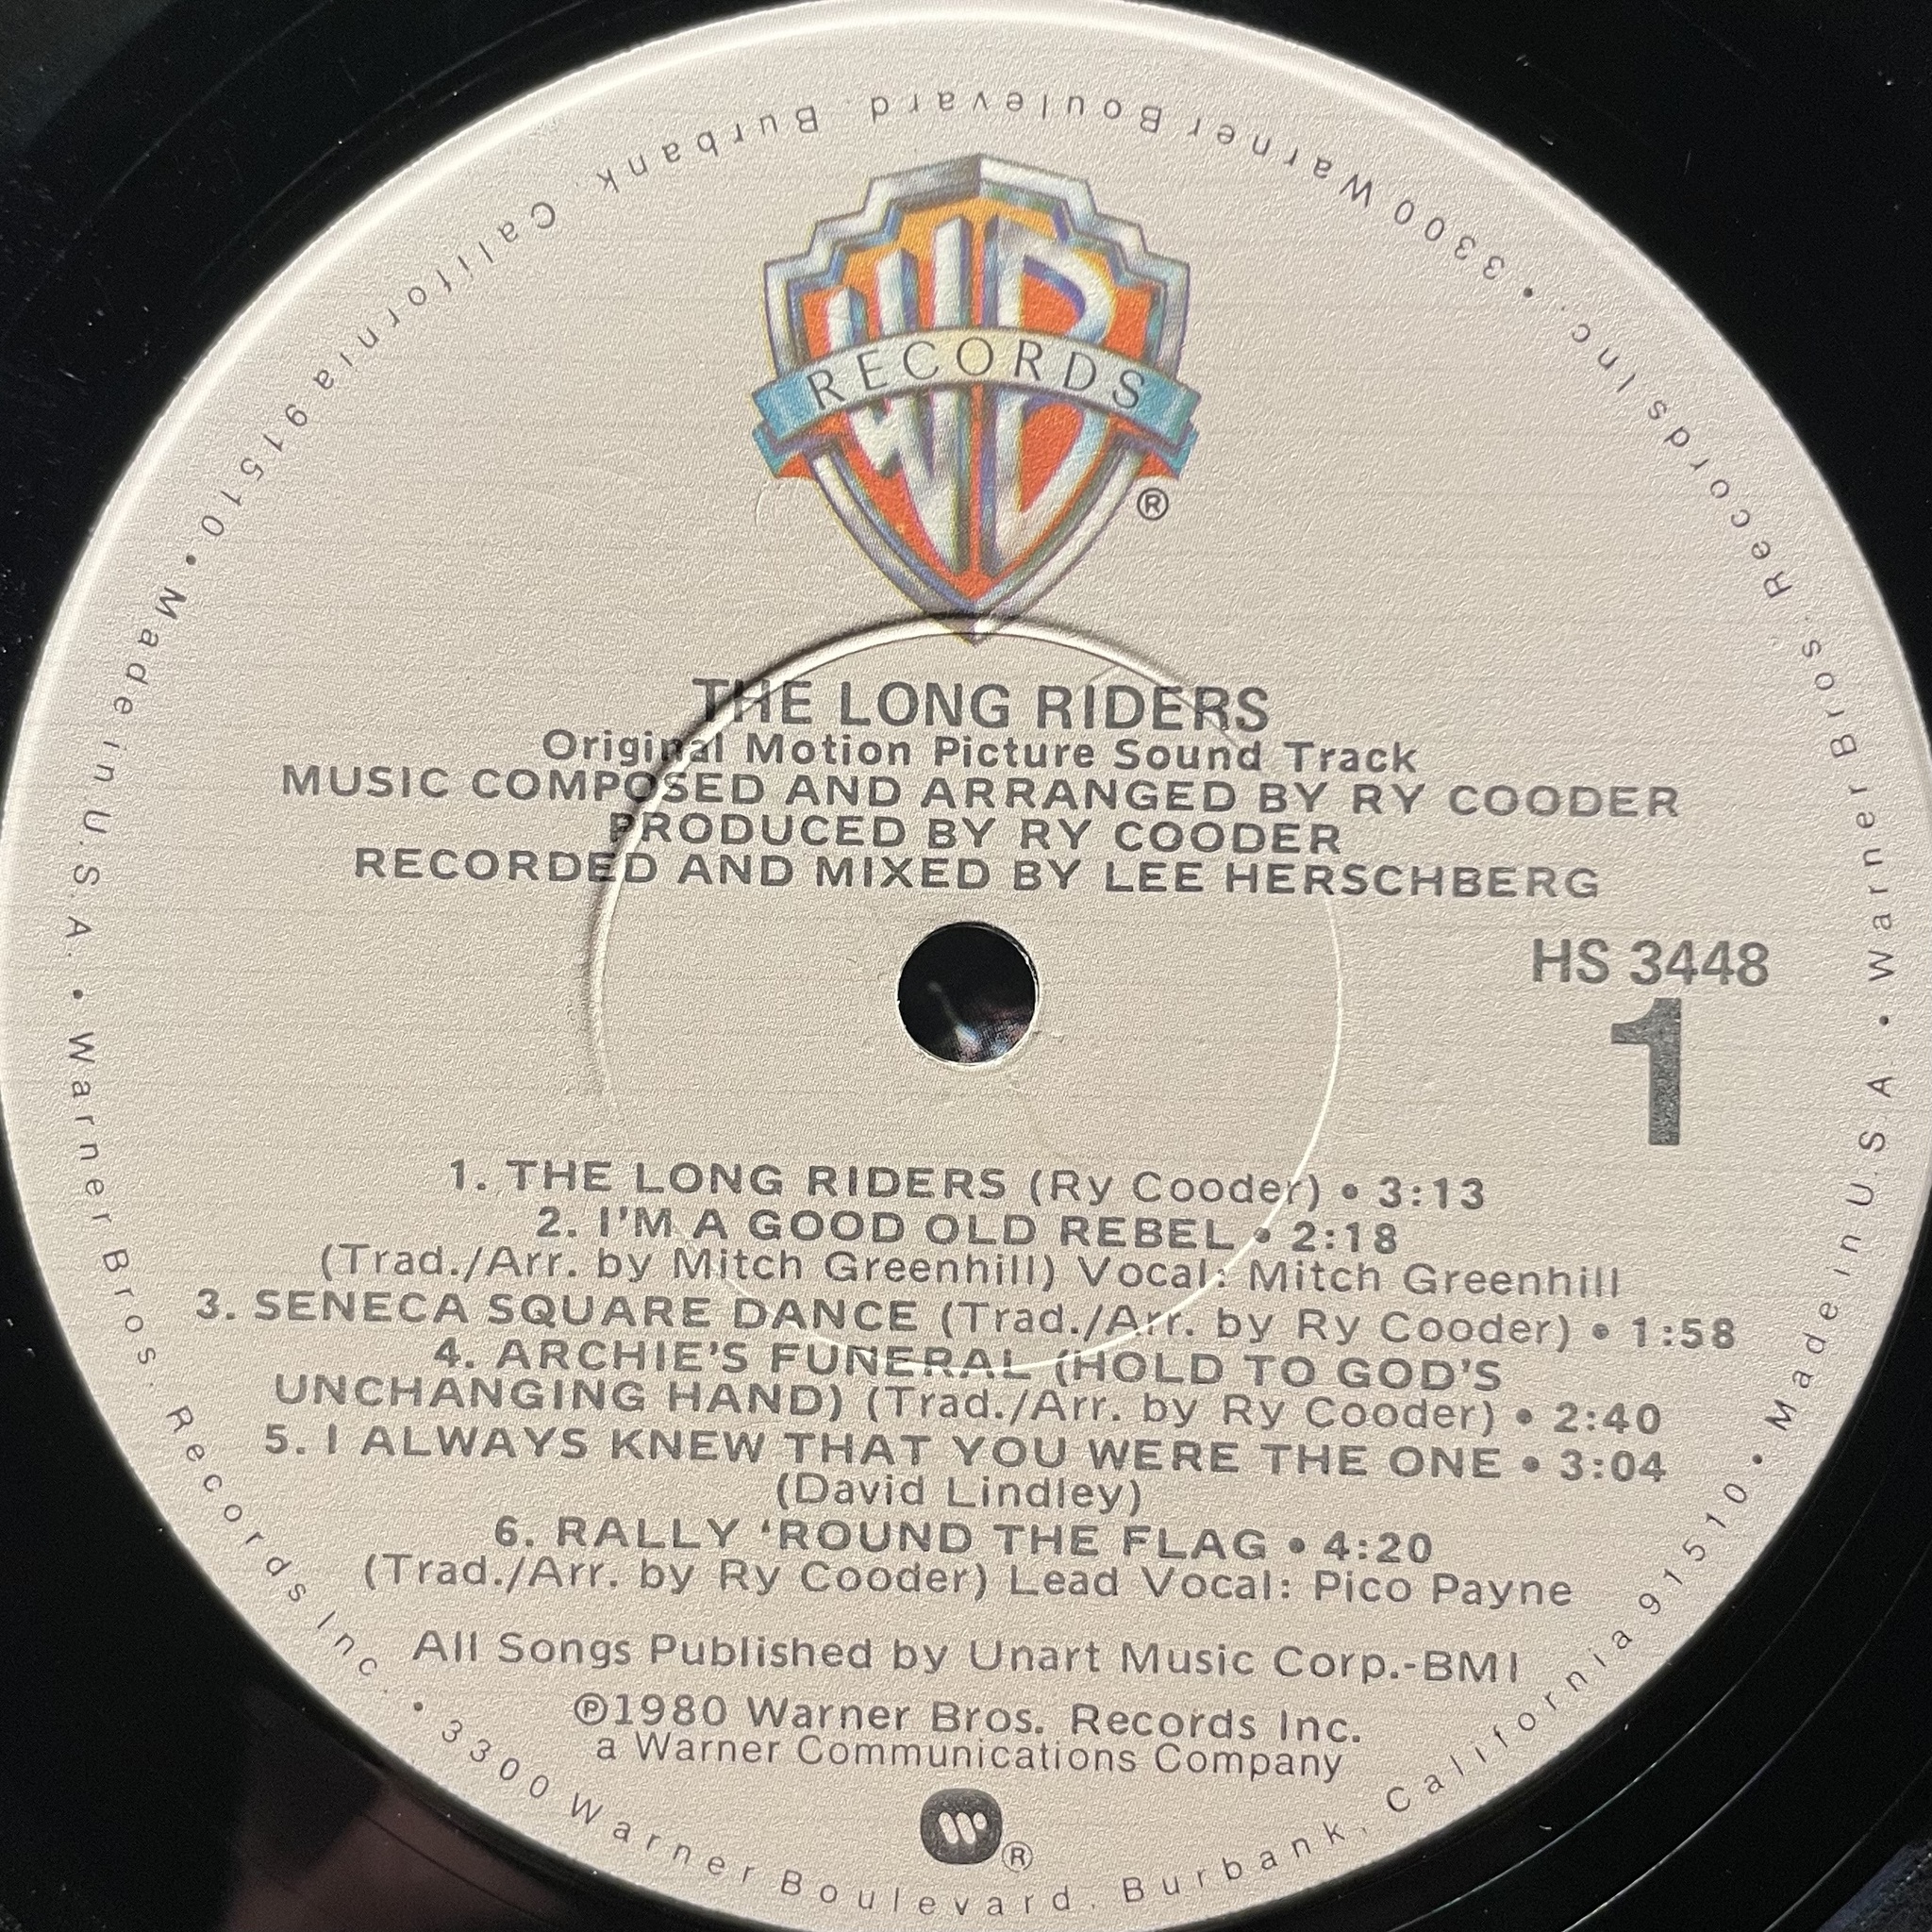 WB
RECORDS
®
THE LONG RIDERS
Original Motion Picture Sound Track
MUSIC COMPOSED AND ARRANGED BY RY COODER
PRODUCED BY RY COODER
RECORDED AND MIXED BY LEE HERSCHBERG
HS 3448
1
1. THE LONG RIDERS (Ry Cooder) • 3:13
2. I'M A GOOD OLD REBEL • 2:18
(Trad./Arr. by Mitch Greenhill) Vocal: Mitch Greenhill
3. SENECA SQUARE DANCE (Trad./Arr. by Ry Cooder) • 1:58
4. ARCHIE'S FUNERAL (HOLD TO GOD'S
UNCHANGING HAND) (Trad./Arr. by Ry Cooder) • 2:40
5. I ALWAYS KNEW THAT YOU WERE THE ONE • 3:04
(David Lindley)
6. RALLY 'ROUND THE FLAG • 4:20
(Trad./Arr. by Ry Cooder) Lead Vocal: Pico Payne
All Songs Published by Unart Music Corp.-BMI
℗1980 Warner Bros. Records Inc.
a Warner Communications Company
®
Warner Bros. Records Inc. • 3300 Warner Boulevard, Burbank, California 91510 • Made in U.S.A. •
Warner Bros. Records Inc. • 3300 Warner Boulevard, Burbank, California 91510 • Made in U.S.A. •